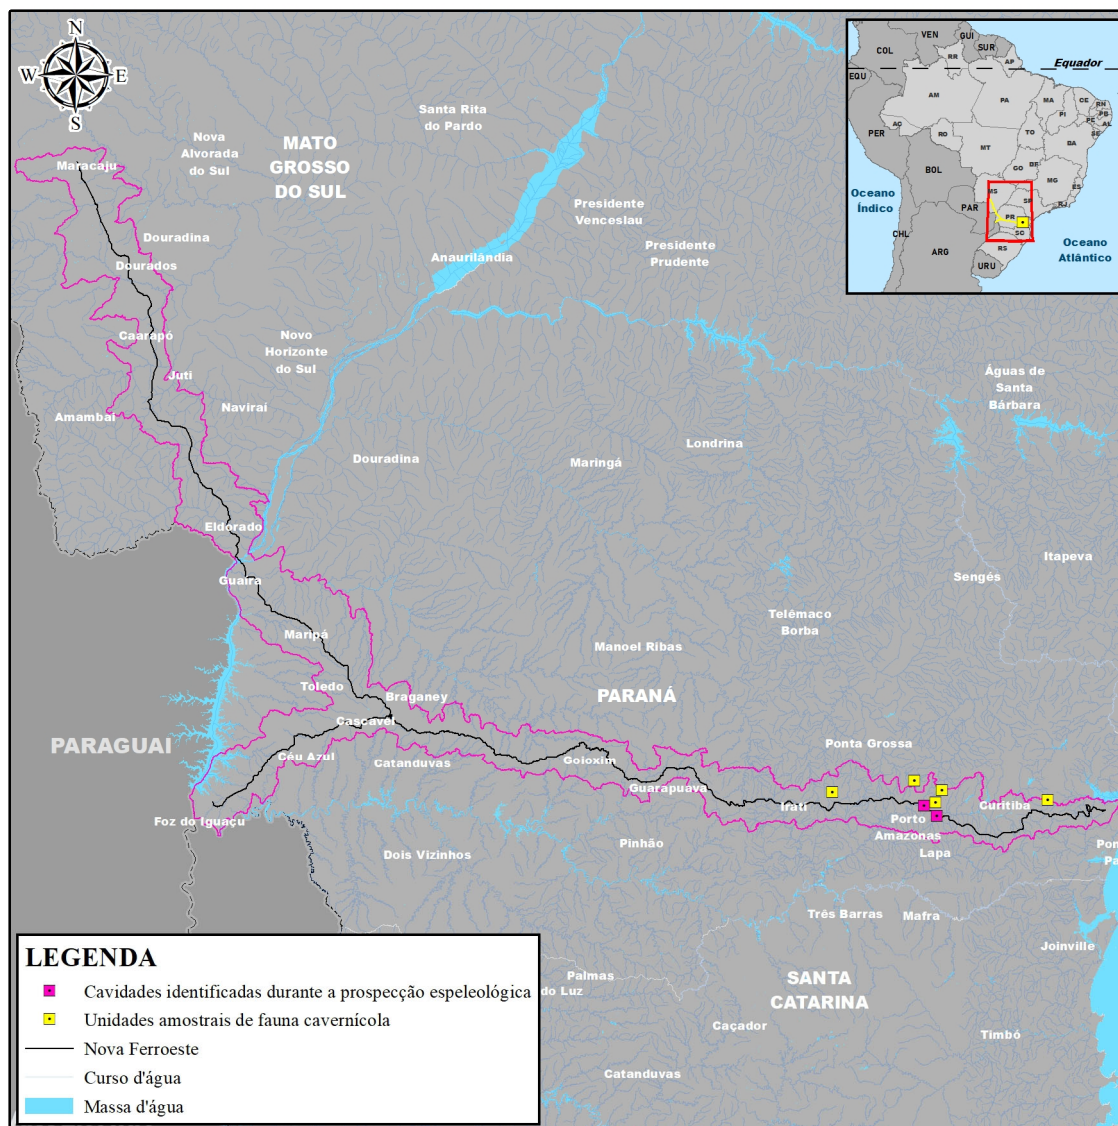 N
W
E
S
Maracaju
Nova
Alvorada
do Sul
MATO
GROSSO
DO SUL
Santa Rita
do Pardo
Presidente
Venceslau
Presidente
Prudente
Douradina
Dourados
Anaurilândia
Caarapó
Juti
Novo
Horizonte
do Sul
Naviraí
Amambai
Águas de
Santa
Bárbara
Londrina
Douradina
Maringá
Eldorado
Itapeva
Sengés
Guaíra
Telêmaco
Borba
Maripá
Manoel Ribas
Toledo
Braganey
PARANÁ
Cascavel
PARAGUAI
Céu Azul
Catanduvas
Goioxim
Ponta Grossa
Guarapuava
Irati
Curitiba
Foz do Iguaçu
Porto
Amazonas
Pinhão
Lapa
Dois Vizinhos
Três Barras
Mafra
Joinville
Palmas
do Luz
SANTA
CATARINA
Caçador
Timbó
Catanduvas
COL
VEN
GUI
SUR
Equador
EQU
RR
AP
AM
PA
MA
CE
RN
PB
PE
AL
SE
PI
AC
RO
TO
PER
MT
BA
BOL
GO
DF
MG
ES
MS
SP
RJ
Oceano
Índico
PAR
PR
SC
CHL
ARG
RS
URU
Oceano
Atlântico
LEGENDA
Cavidades identificadas durante a prospecção espeleológica
Unidades amostrais de fauna cavernícola
Nova Ferroeste
Curso d'água
Massa d'água